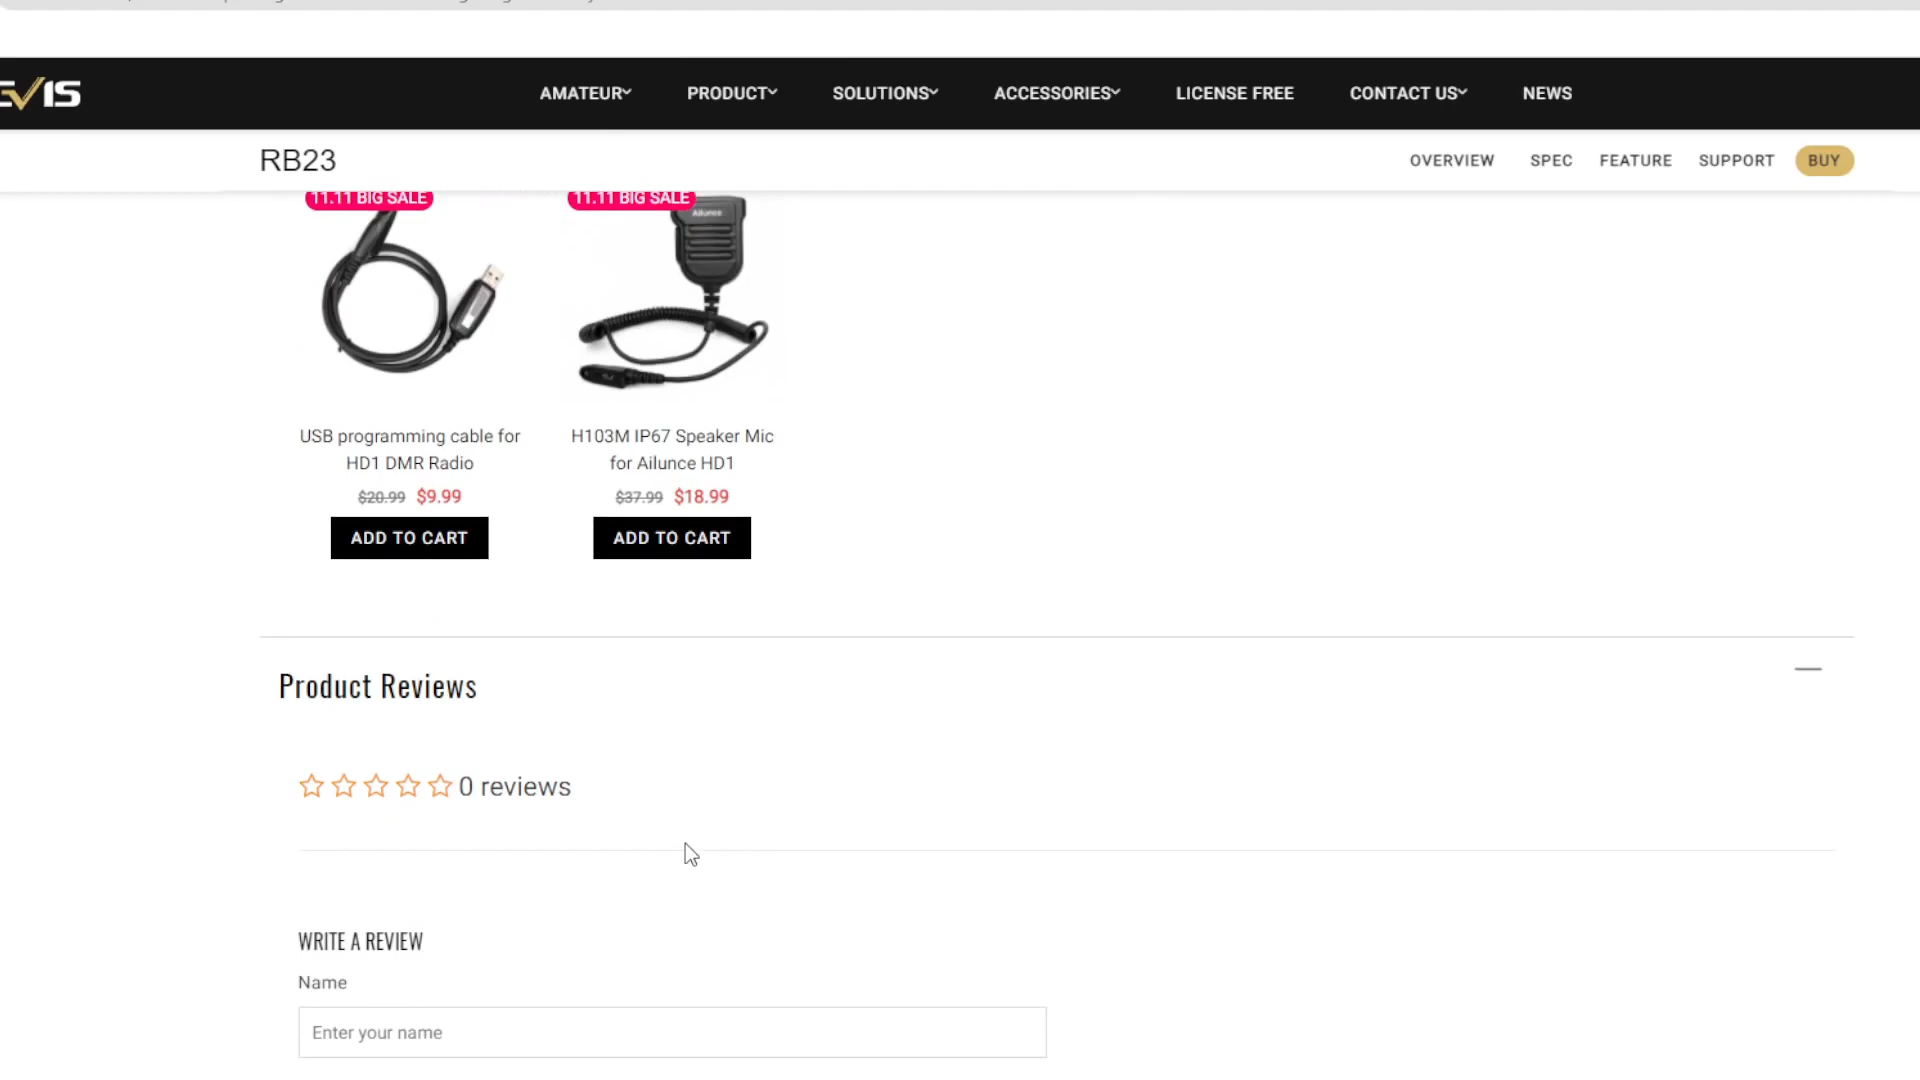 EVIS
AMATEUR PRODUCT SOLUTIONS ACCESSORIES LICENSE FREE CONTACT US NEWS
RB23 OVERVIEW SPEC FEATURE SUPPORT BUY
11.11 BIG SALE 11.11 BIG SALE
Ailunce
USB programming cable for
HD1 DMR Radio
$20.99 $9.99
ADD TO CART
H103M IP67 Speaker Mic
for Ailunce HD1
$37.99 $18.99
ADD TO CART
Product Reviews
0 reviews
WRITE A REVIEW
Name
Enter your name